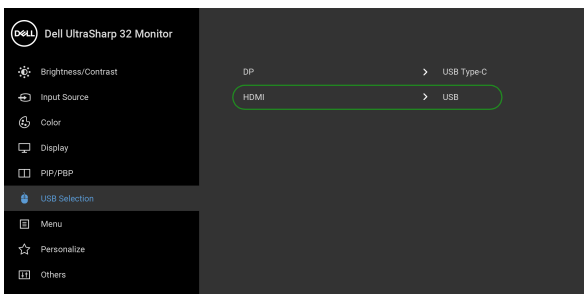 DELL Dell UltraSharp 32 Monitor
Brightness/Contrast
Input Source
Color
Display
PIP/PBP
USB Selection
Menu
Personalize
Others
DP > USB Type-C
HDMI > USB